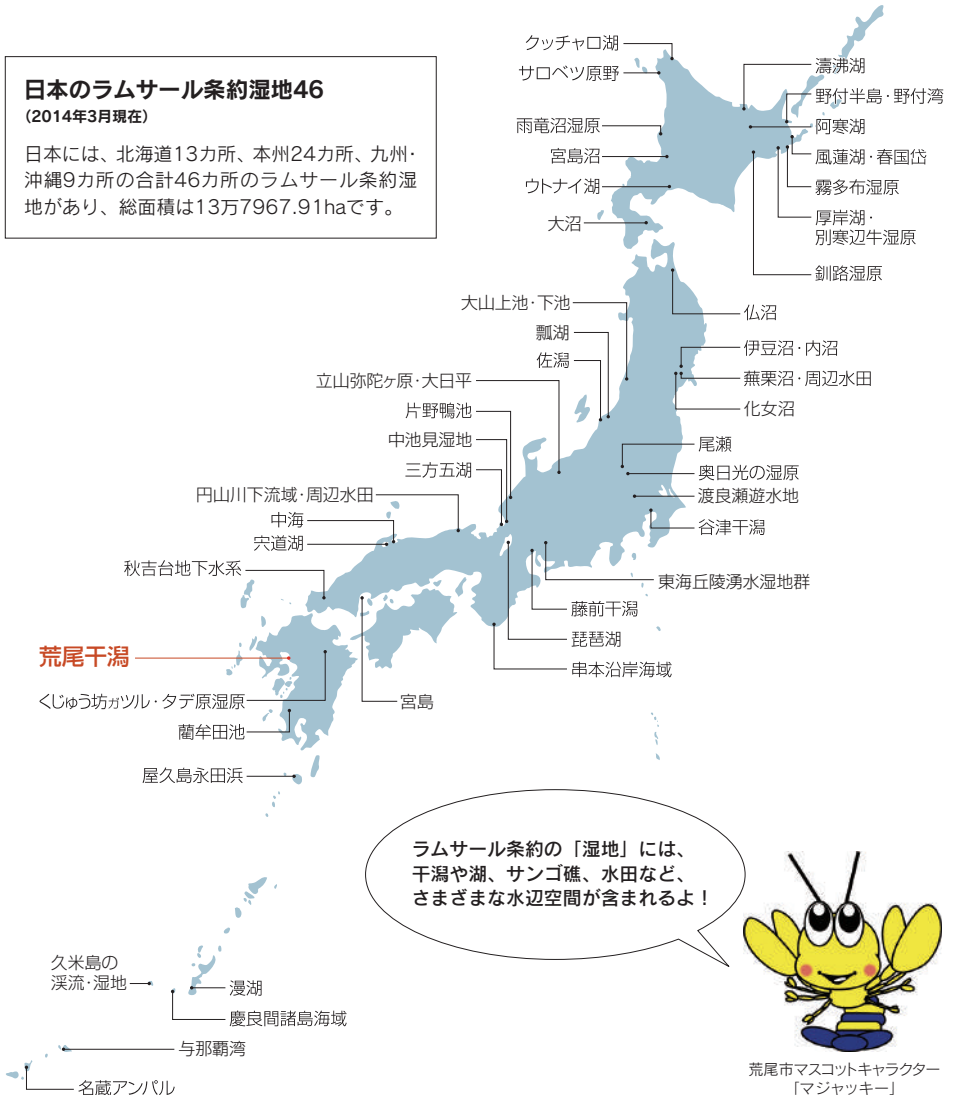 日本のラムサール条約湿地46
（2014年3月現在）
日本には、北海道13カ所、本州24カ所、九州・
沖縄9カ所の合計46カ所のラムサール条約湿
地があり、総面積は13万7967.91haです。
クッチャロ湖
サロベツ原野
雨竜沼湿原
宮島沼
ウトナイ湖
大沼
濤沸湖
野付半島・野付湾
阿寒湖
風蓮湖・春国岱
霧多布湿原
厚岸湖・
別寒辺牛湿原
釧路湿原
仏沼
大山上池・下池
瓢湖
佐潟
立山弥陀ヶ原・大日平
片野鴨池
中池見湿地
三方五湖
円山川下流域・周辺水田
中海
宍道湖
秋吉台地下水系
荒尾干潟
くじゅう坊ガツル・タデ原湿原
藺牟田池
屋久島永田浜
伊豆沼・内沼
蕪栗沼・周辺水田
化女沼
尾瀬
奥日光の湿原
渡良瀬遊水地
谷津干潟
東海丘陵湧水湿地群
藤前干潟
琵琶湖
串本沿岸海域
宮島
ラムサール条約の「湿地」には、
干潟や湖、サンゴ礁、水田など、
さまざまな水辺空間が含まれるよ！
久米島の
渓流・湿地
漫湖
慶良間諸島海域
与那覇湾
名蔵アンパル
荒尾市マスコットキャラクター
「マジャッキー」